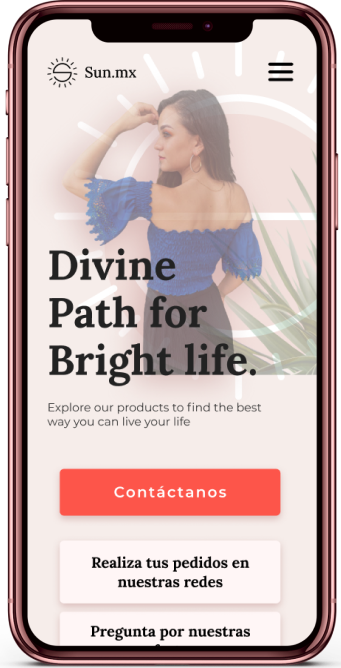 Sun.mx
Divine
Path for
Bright life.
Explore our products to find the best
way you can live your life
Contáctanos
Realiza tus pedidos en
nuestras redes
Pregunta por nuestras